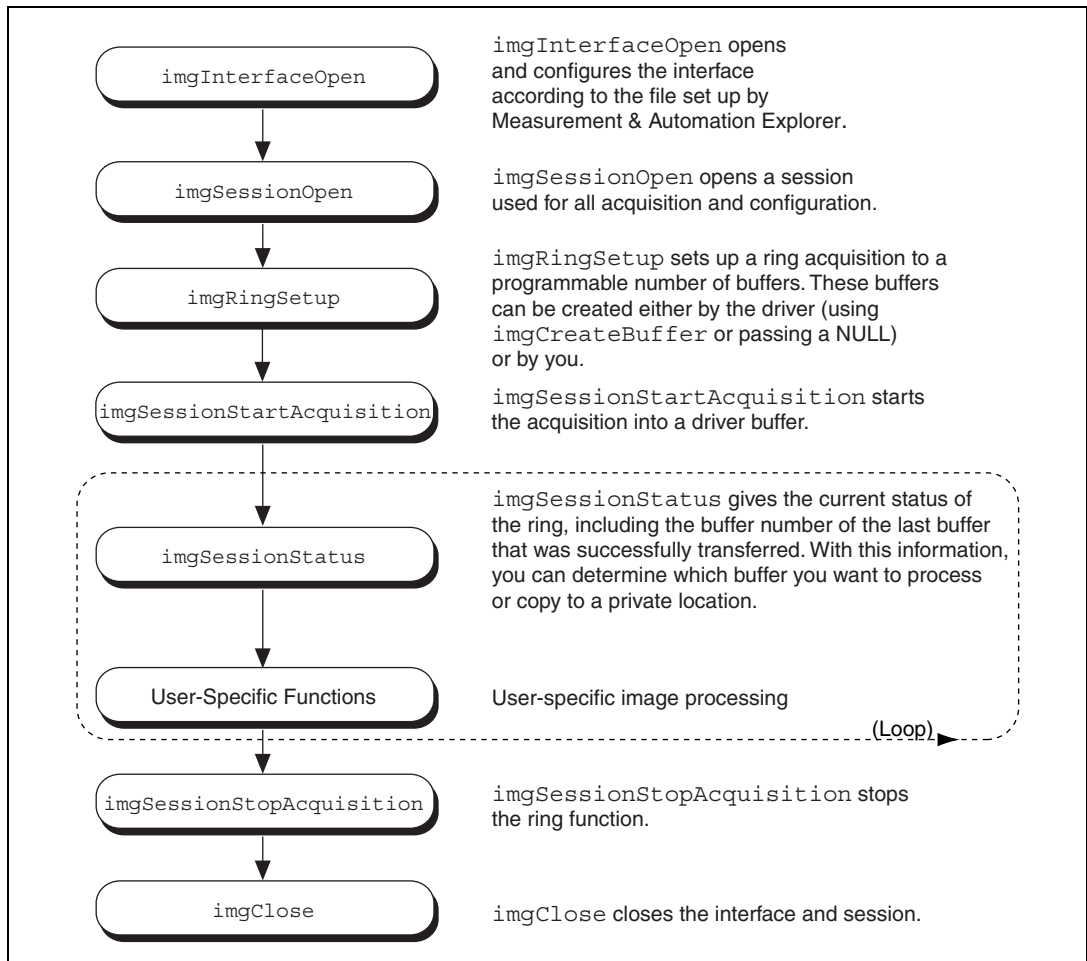 imgInterfaceOpen
imgInterfaceOpen opens
and configures the interface
according to the file set up by
Measurement & Automation Explorer.
imgSessionOpen
imgSessionOpen opens a session
used for all acquisition and configuration.
imgRingSetup
imgRingSetup sets up a ring acquisition to a
programmable number of buffers. These buffers
can be created either by the driver (using
imgCreateBuffer or passing a NULL)
or by you.
imgSessionStartAcquisition
imgSessionStartAcquisition starts
the acquisition into a driver buffer.
imgSessionStatus
imgSessionStatus gives the current status of
the ring, including the buffer number of the last buffer
that was successfully transferred. With this information,
you can determine which buffer you want to process
or copy to a private location.
User-Specific Functions
User-specific image processing
(Loop)
imgSessionStopAcquisition
imgSessionStopAcquisition stops
the ring function.
imgClose
imgClose closes the interface and session.